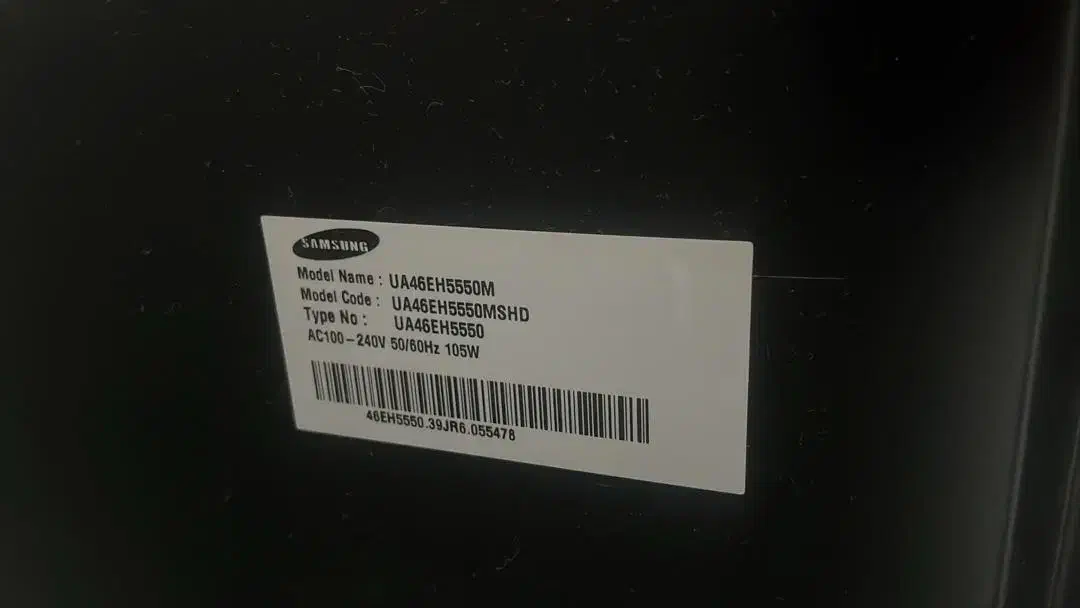 SAMSUNG
Model Name : UA46EH5550M
Model Code : UA46EH5550MSHD
Type No : UA46EH5550
AC100-240V 50/60Hz 105W
46EH5550.39JR6.055478